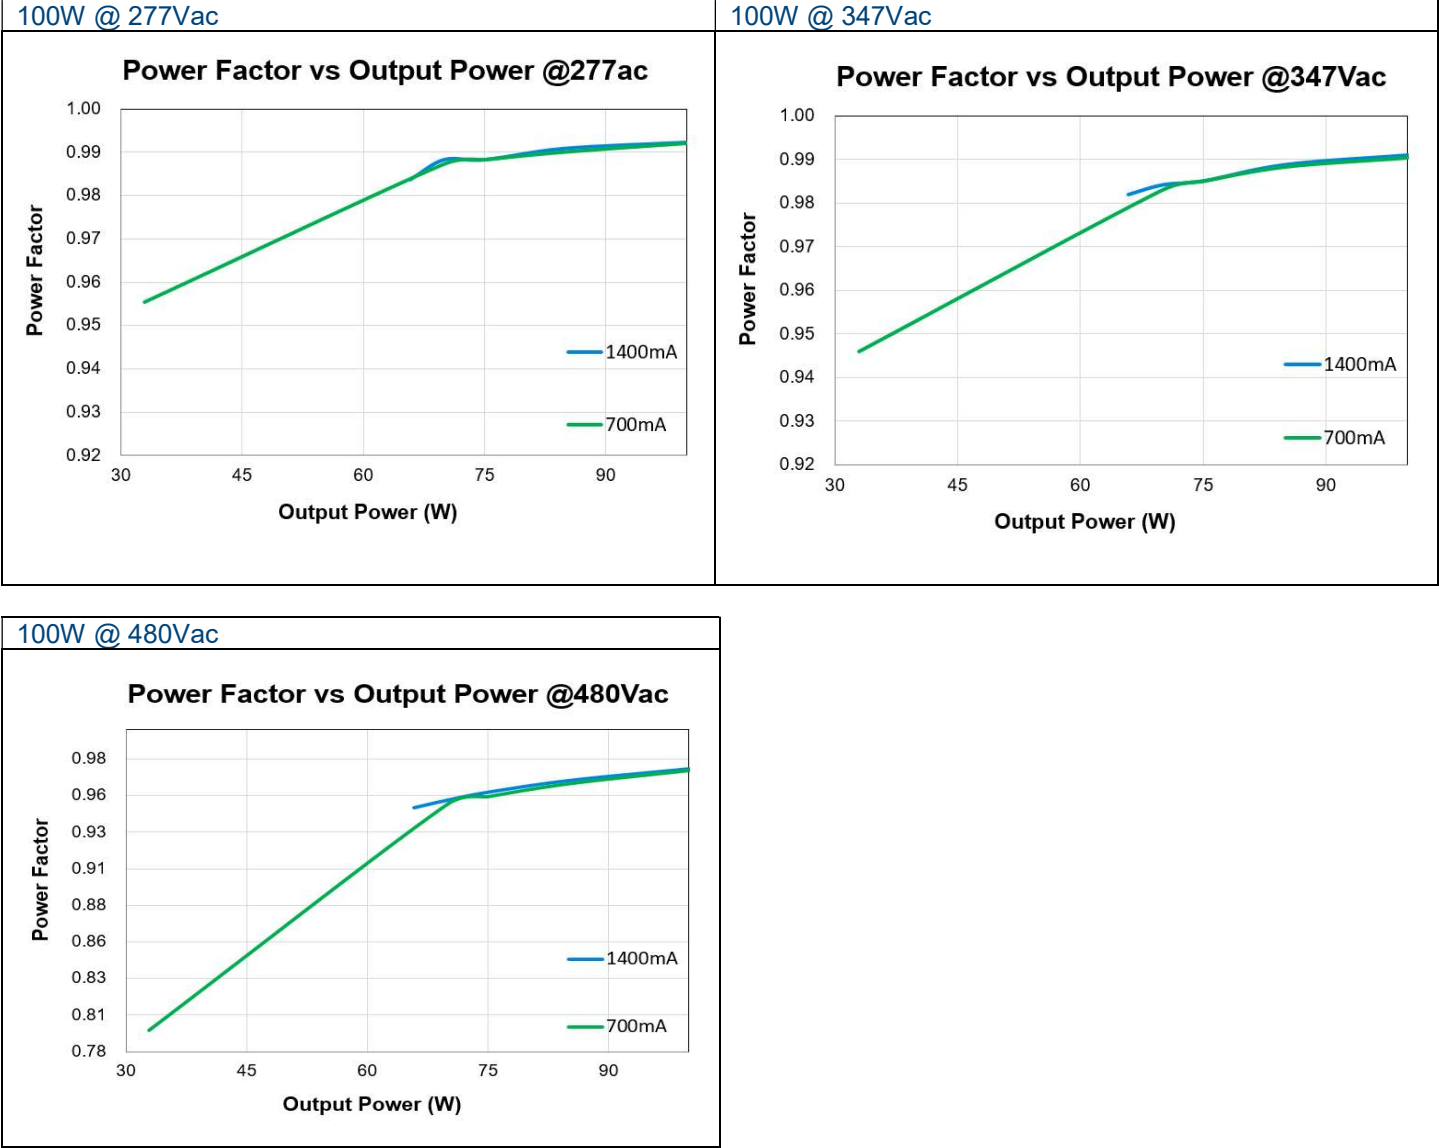 100W @ 277Vac
100W @ 347Vac
Power Factor vs Output Power @277ac
1.00
0.99
0.98
0.97
0.96
0.95
0.94
0.93
0.92
Power Factor
1400mA
700mA
30 45 60 75 90
Output Power (W)
Power Factor vs Output Power @347Vac
1.00
0.99
0.98
0.97
0.96
0.95
0.94
0.93
0.92
Power Factor
1400mA
700mA
30 45 60 75 90
Output Power (W)
100W @ 480Vac
Power Factor vs Output Power @480Vac
0.98
0.96
0.93
0.91
0.88
0.86
0.83
0.81
0.78
Power Factor
1400mA
700mA
30 45 60 75 90
Output Power (W)